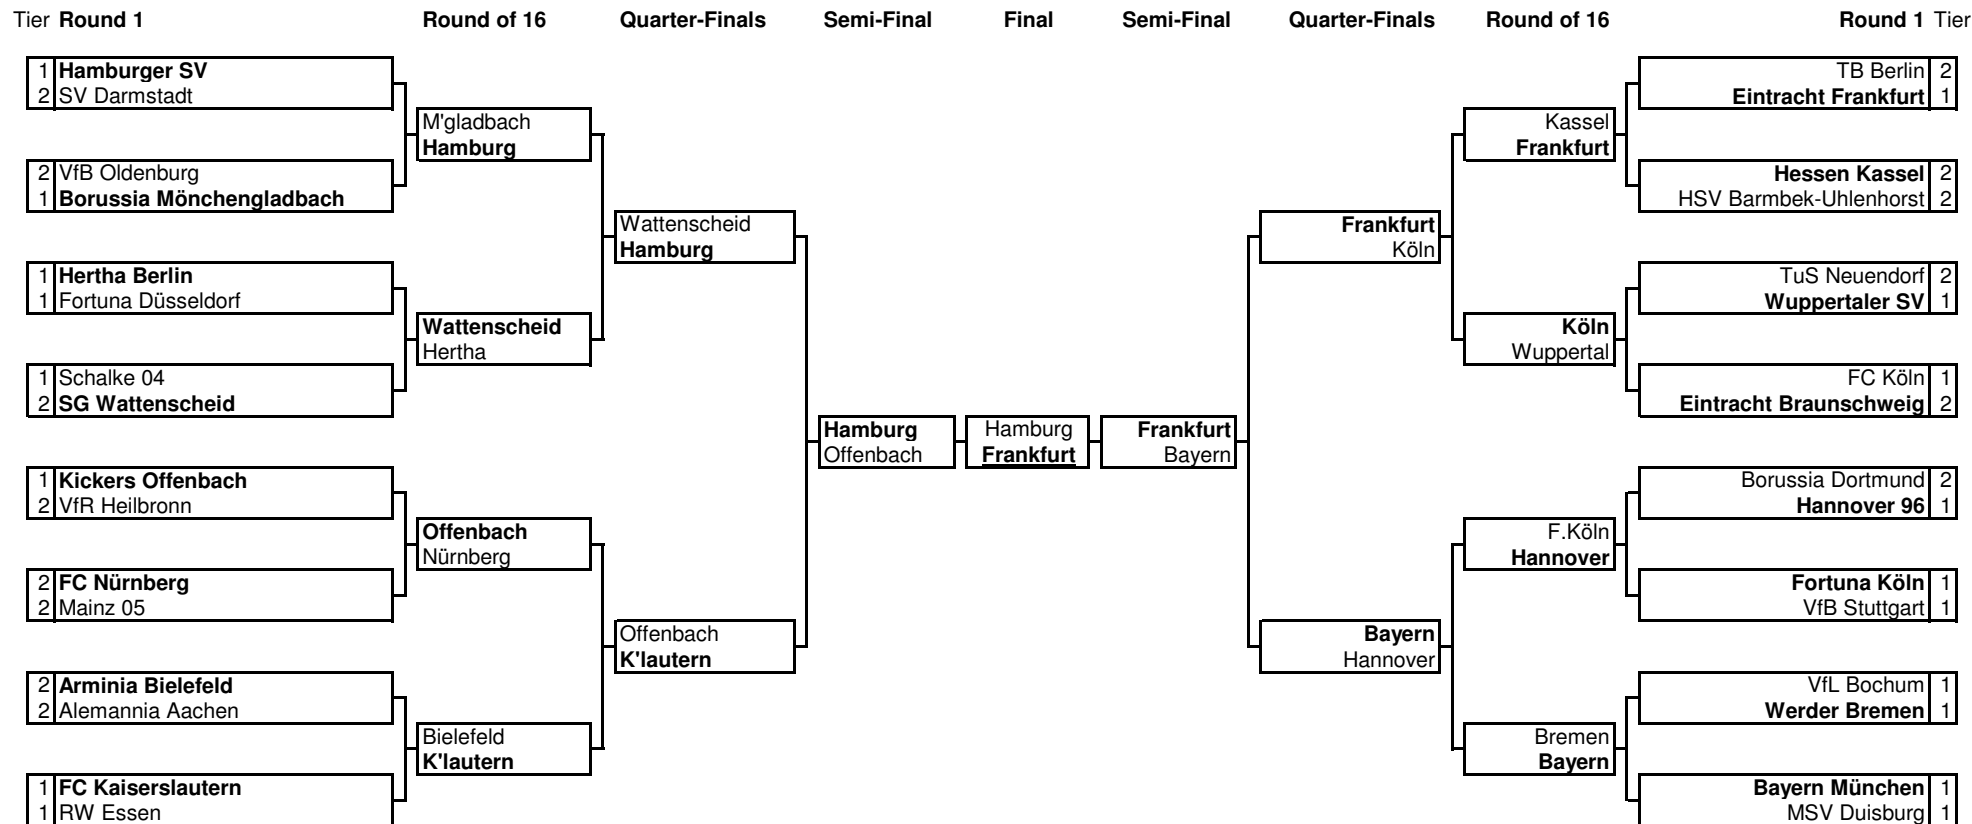 Tier Round 1 Round of 16 Quarter-Finals Semi-Final Final Semi-Final Quarter-Finals Round of 16 Round 1 Tier
1 Hamburger SV
2 SV Darmstadt
2 VfB Oldenburg
1 Borussia Mönchengladbach
1 Hertha Berlin
1 Fortuna Düsseldorf
1 Schalke 04
2 SG Wattenscheid
1 Kickers Offenbach
2 VfR Heilbronn
2 FC Nürnberg
2 Mainz 05
2 Arminia Bielefeld
2 Alemannia Aachen
1 FC Kaiserslautern
1 RW Essen
M'gladbach
Hamburg
Wattenscheid
Hertha
Offenbach
Nürnberg
Bielefeld
K'lautern
Wattenscheid
Hamburg
Offenbach
K'lautern
Hamburg
Offenbach
Hamburg
Frankfurt
Frankfurt
Bayern
Frankfurt
Köln
Bayern
Hannover
Kassel
Frankfurt
Köln
Wuppertal
F.Köln
Hannover
Bremen
Bayern
TB Berlin 2
Eintracht Frankfurt 1
Hessen Kassel 2
HSV Barmbek-Uhlenhorst 2
TuS Neuendorf 2
Wuppertaler SV 1
FC Köln 1
Eintracht Braunschweig 2
Borussia Dortmund 2
Hannover 96 1
Fortuna Köln 1
VfB Stuttgart 1
VfL Bochum 1
Werder Bremen 1
Bayern München 1
MSV Duisburg 1